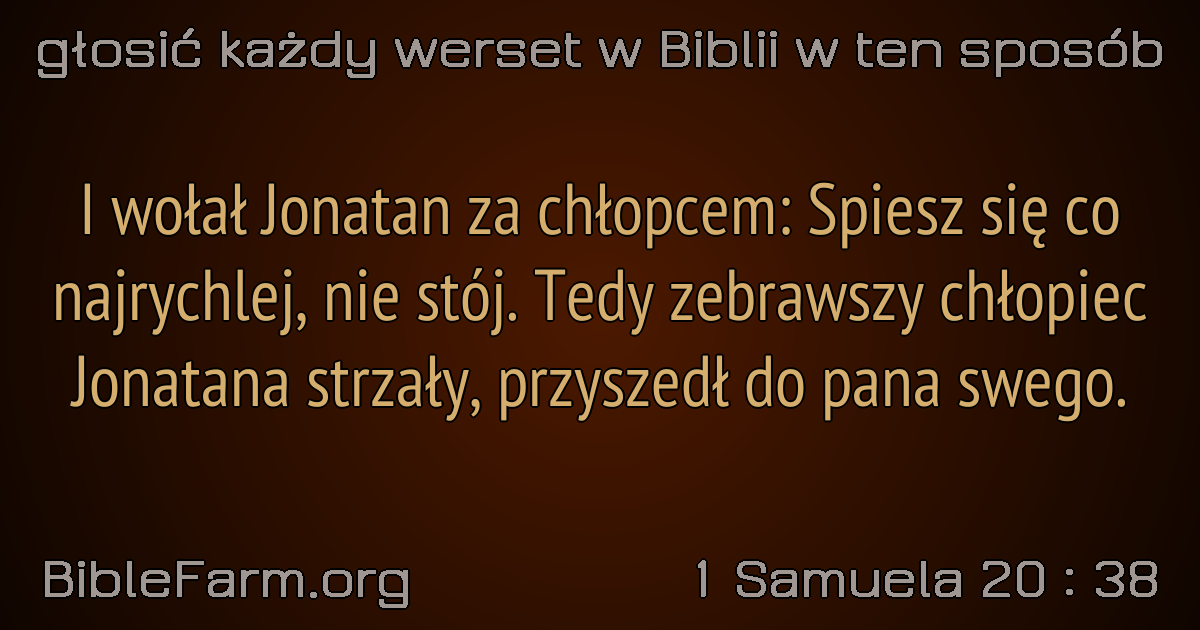 głosić każdy werset w Biblii w ten sposób
I wołał Jonatan za chłopcem: Spiesz się co
najrychlej, nie stój. Tedy zebrawszy chłopiec
Jonatana strzały, przyszedł do pana swego.
BibleFarm.org
1 Samuela 20 : 38